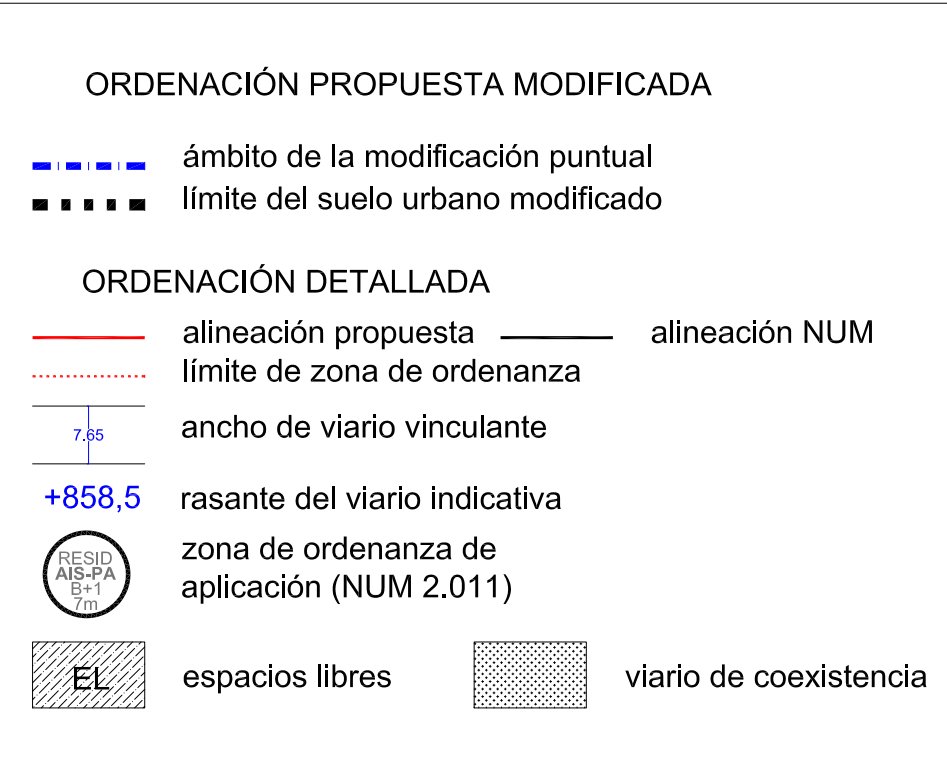 ORDENACIÓN PROPUESTA MODIFICADA
ámbito de la modificación puntual
límite del suelo urbano modificado
ORDENACIÓN DETALLADA
alineación propuesta
alineación NUM
límite de zona de ordenanza
7.65
ancho de viario vinculante
+858,5
rasante del viario indicativa
RESID
AIS-PA
B+1
7m
zona de ordenanza de
aplicación (NUM 2.011)
EL
espacios libres
viario de coexistencia